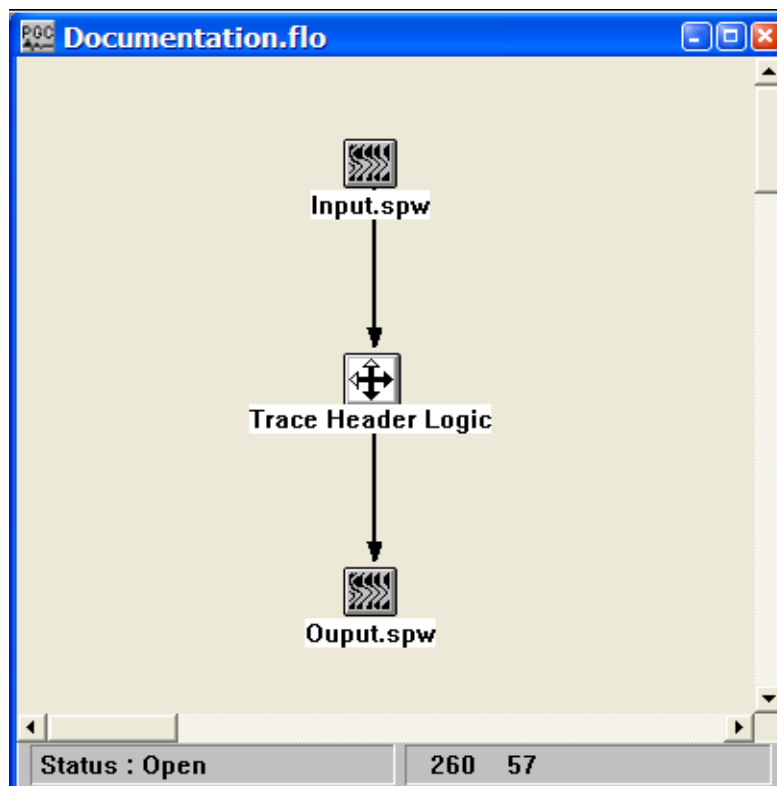 PGC
Documentation.flo
Input.spw
Trace Header Logic
Ouput.spw
Status : Open
260 57